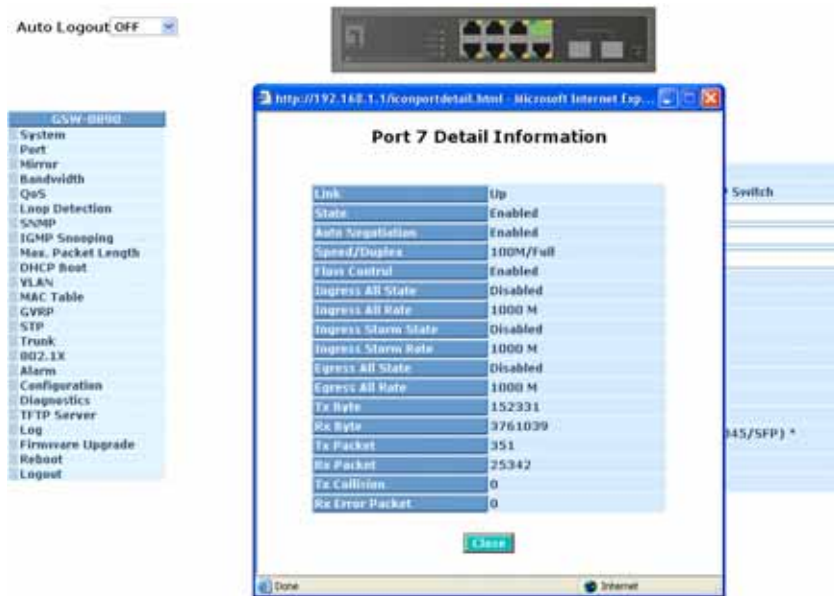 Auto Logout OFF
http://192.168.1.1/iconportdetail.html - Microsoft Internet Exp...
GSW-0890
System
Port
Mirror
Bandwidth
QoS
Loop Detection
SNMP
IGMP Snooping
Max. Packet Length
DHCP Boot
VLAN
MAC Table
GVRP
STP
Trunk
802.1X
Alarm
Configuration
Diagnostics
TFTP Server
Log
Firmware Upgrade
Reboot
Logout
Port 7 Detail Information
Link Up
State Enabled
Auto Negotiation Enabled
Speed/Duplex 100M/Full
Flow Control Enabled
Ingress All State Disabled
Ingress All Rate 1000 M
Ingress Storm State Disabled
Ingress Storm Rate 1000 M
Egress All State Disabled
Egress All Rate 1000 M
Tx Byte 152331
Rx Byte 3761039
Tx Packet 351
Rx Packet 25342
Tx Collision 0
Rx Error Packet 0
Close
Switch
45/SFP) *
Done Internet